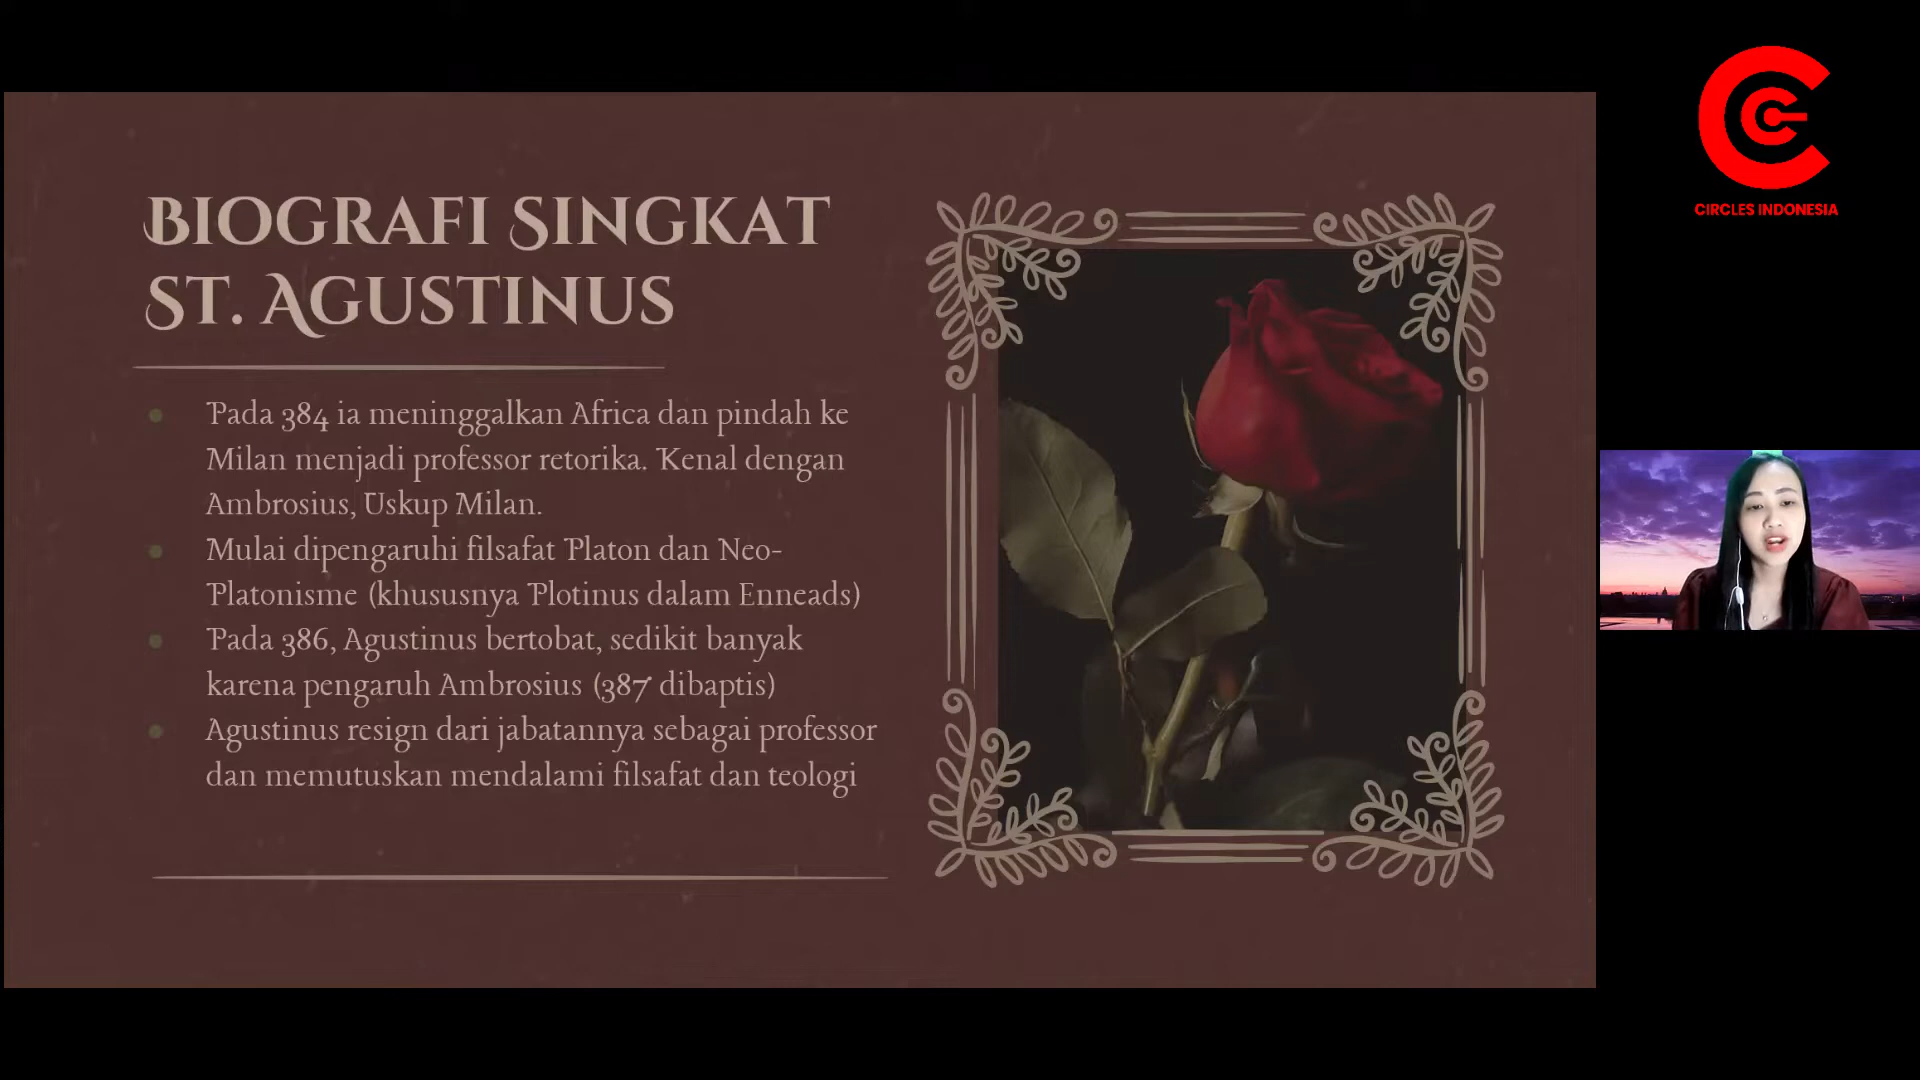 Biografi Singkat
St. Agustinus
Pada 384 ia meninggalkan Africa dan pindah ke
Milan menjadi professor retorika. Kenal dengan
Ambrosius, Uskup Milan.
Mulai dipengaruhi filsafat Platon dan Neo-
Platonisme (khususnya Plotinus dalam Enneads)
Pada 386, Agustinus bertobat, sedikit banyak
karena pengaruh Ambrosius (387 dibaptis)
Agustinus resign dari jabatannya sebagai professor
dan memutuskan mendalami filsafat dan teologi
CIRCLES INDONESIA